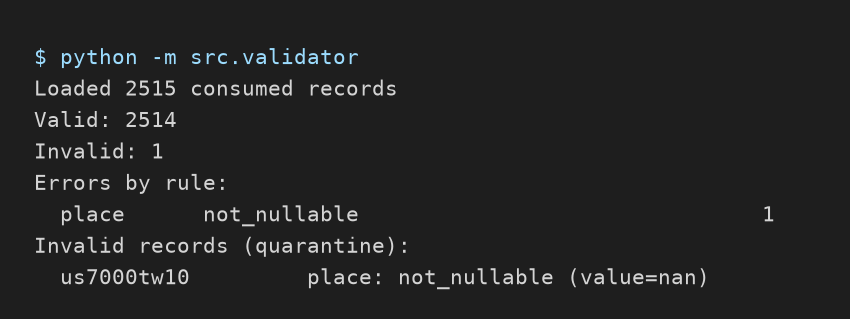 $ python -m src.validator
Loaded 2515 consumed records
Valid: 2514
Invalid: 1
Errors by rule:
  place      not_nullable                               1
Invalid records (quarantine):
  us7000tw10         place: not_nullable (value=nan)